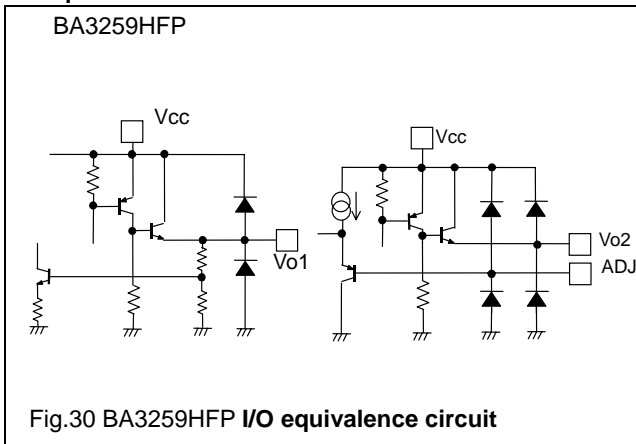 BA3259HFP
Vcc
Vcc
Vo1
Vo2
ADJ
Fig.30 BA3259HFP I/O equivalence circuit